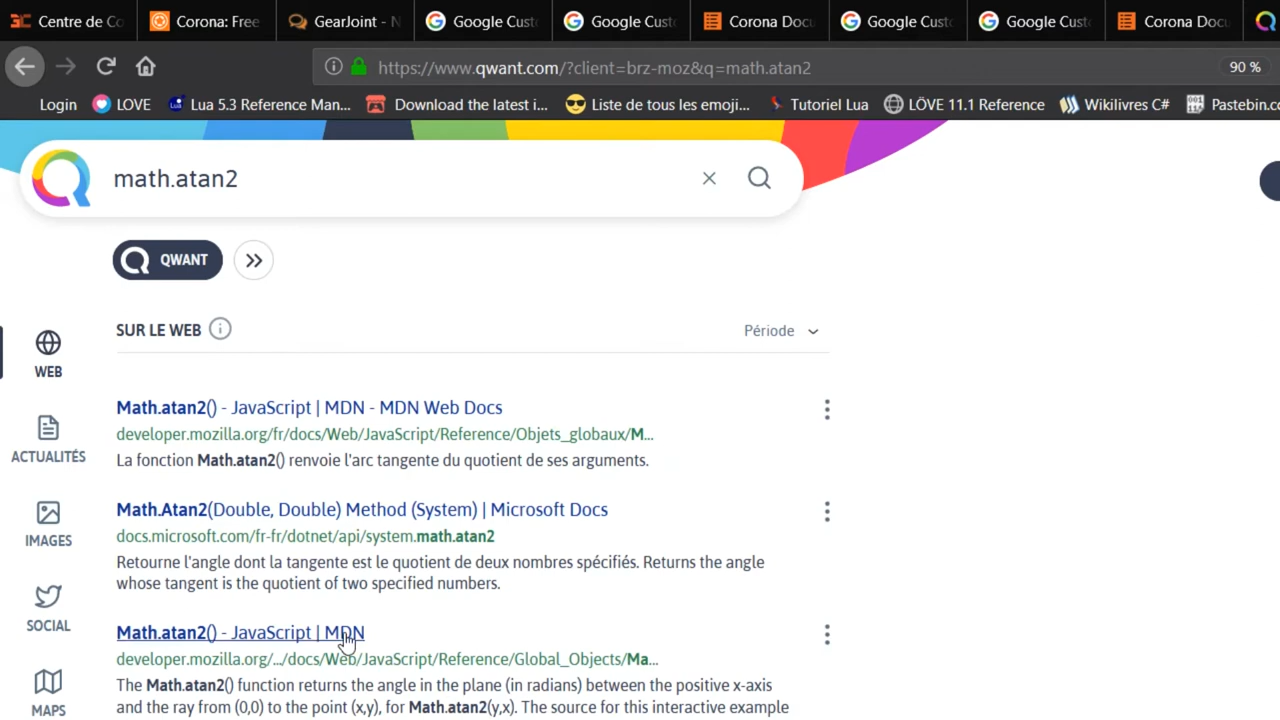 Centre de Co
Corona: Free
GearJoint - N
Google Cust
Google Cust
Corona Docu
Google Cust
Google Cust
Corona Docu
https://www.qwant.com/?client=brz-moz&q=math.atan2
90 %
Login
LOVE
Lua 5.3 Reference Man...
Download the latest i...
Liste de tous les emoji...
Tutoriel Lua
LÖVE 11.1 Reference
Wikilivres C#
Pastebin.co
math.atan2
QWANT
SUR LE WEB
Période
WEB
Math.atan2() - JavaScript | MDN - MDN Web Docs
developer.mozilla.org/fr/docs/Web/JavaScript/Reference/Objets_globaux/M...
La fonction Math.atan2() renvoie l'arc tangente du quotient de ses arguments.
ACTUALITÉS
Math.Atan2(Double, Double) Method (System) | Microsoft Docs
docs.microsoft.com/fr-fr/dotnet/api/system.math.atan2
Retourne l'angle dont la tangente est le quotient de deux nombres spécifiés. Returns the angle
whose tangent is the quotient of two specified numbers.
IMAGES
Math.atan2() - JavaScript | MDN
developer.mozilla.org/.../docs/Web/JavaScript/Reference/Global_Objects/Ma...
The Math.atan2() function returns the angle in the plane (in radians) between the positive x-axis
and the ray from (0,0) to the point (x,y), for Math.atan2(y,x). The source for this interactive example
SOCIAL
MAPS